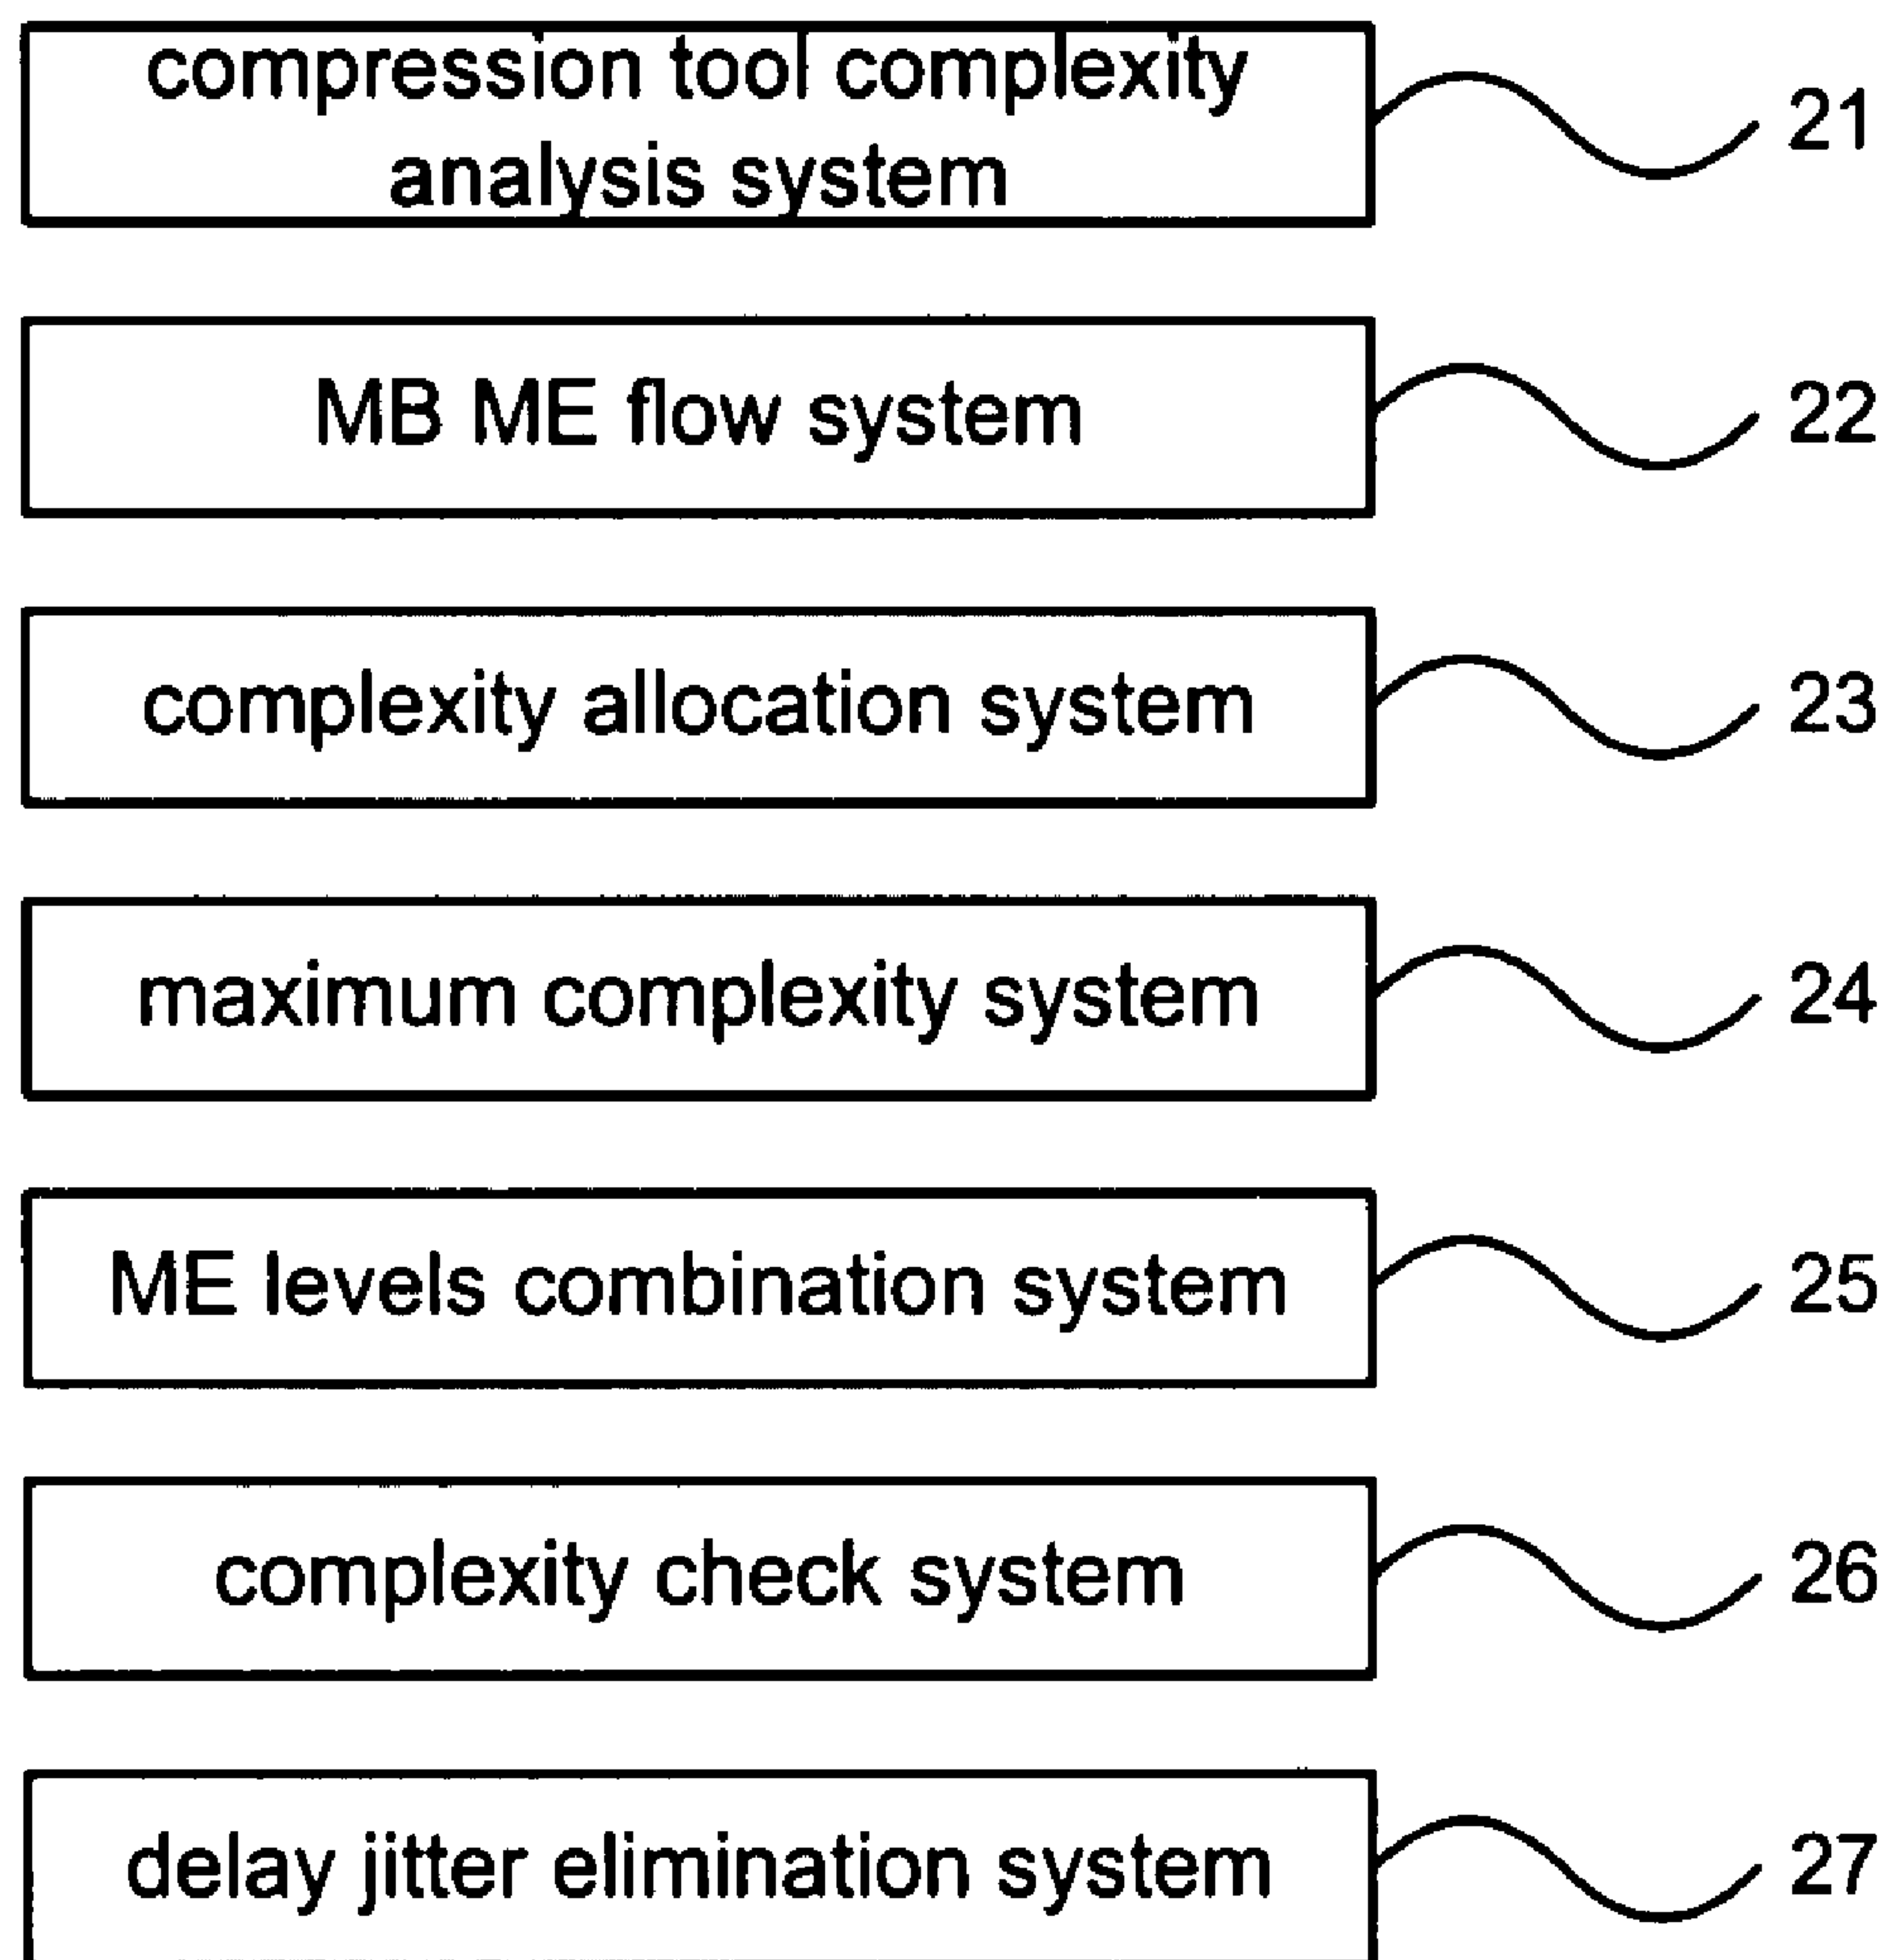 compression tool complexity
analysis system
21
MB ME flow system
22
complexity allocation system
23
maximum complexity system
24
ME levels combination system
25
complexity check system
26
delay jitter elimination system
27